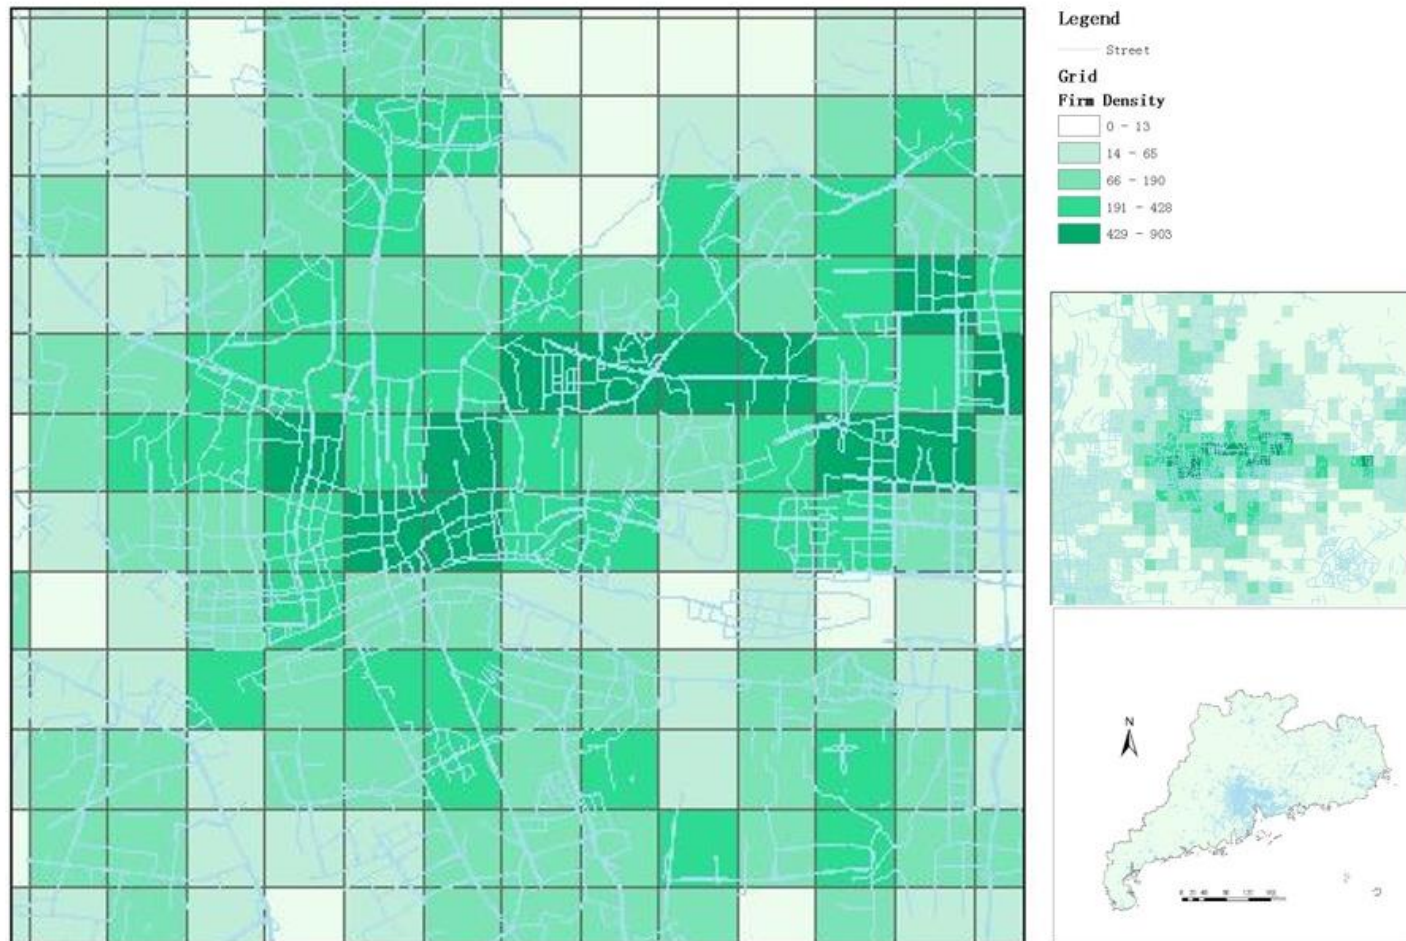 Legend
Street
Grid
Firm Density
0 - 13
14 - 65
66 - 190
191 - 428
429 - 903
N